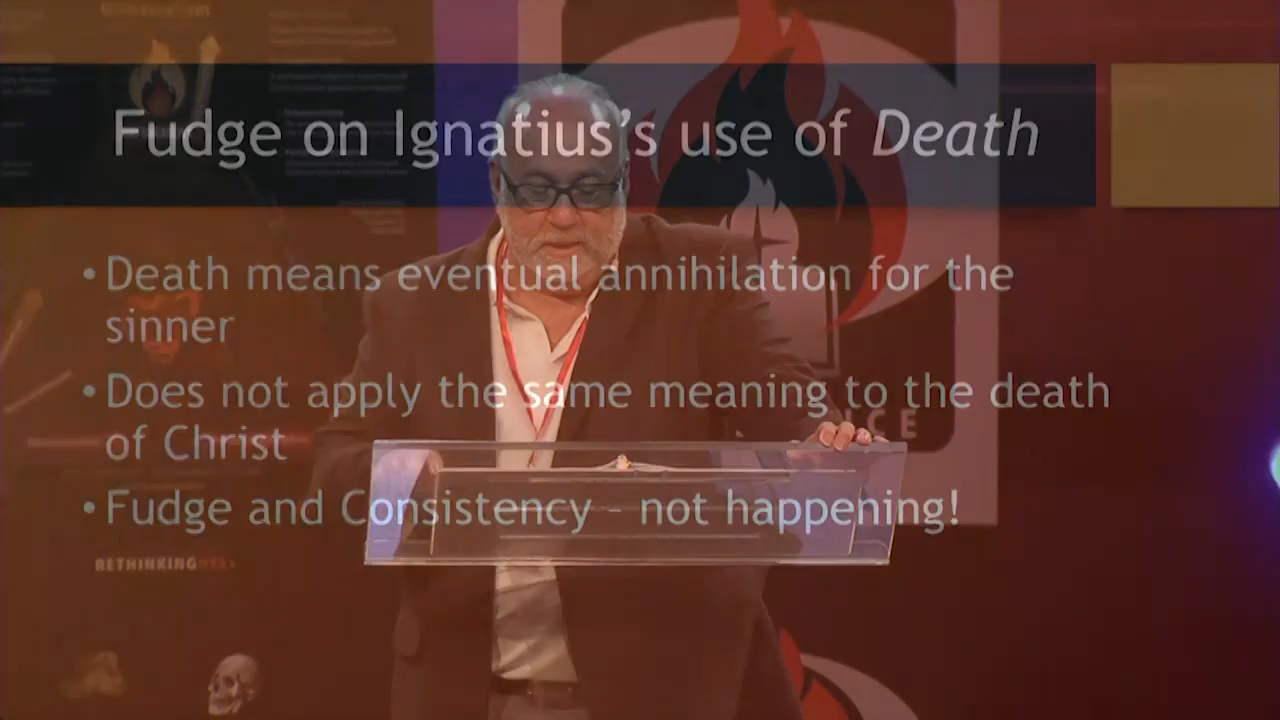 Fudge on Ignatius's use of Death
• Death means eventual annihilation for the
sinner
• Does not apply the same meaning to the death
of Christ
• Fudge and Consistency – not happening!
RETHINKINGHELL